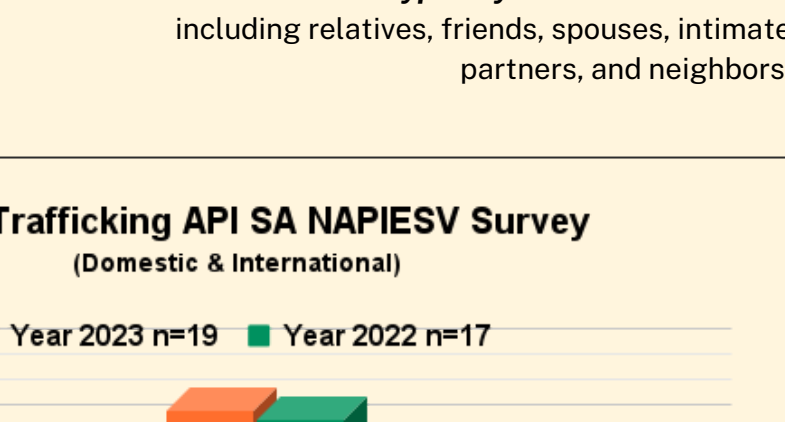 including relatives, friends, spouses, intimate
partners, and neighbors
Trafficking API SA NAPIESV Survey
(Domestic & International)
Year 2023 n=19 Year 2022 n=17